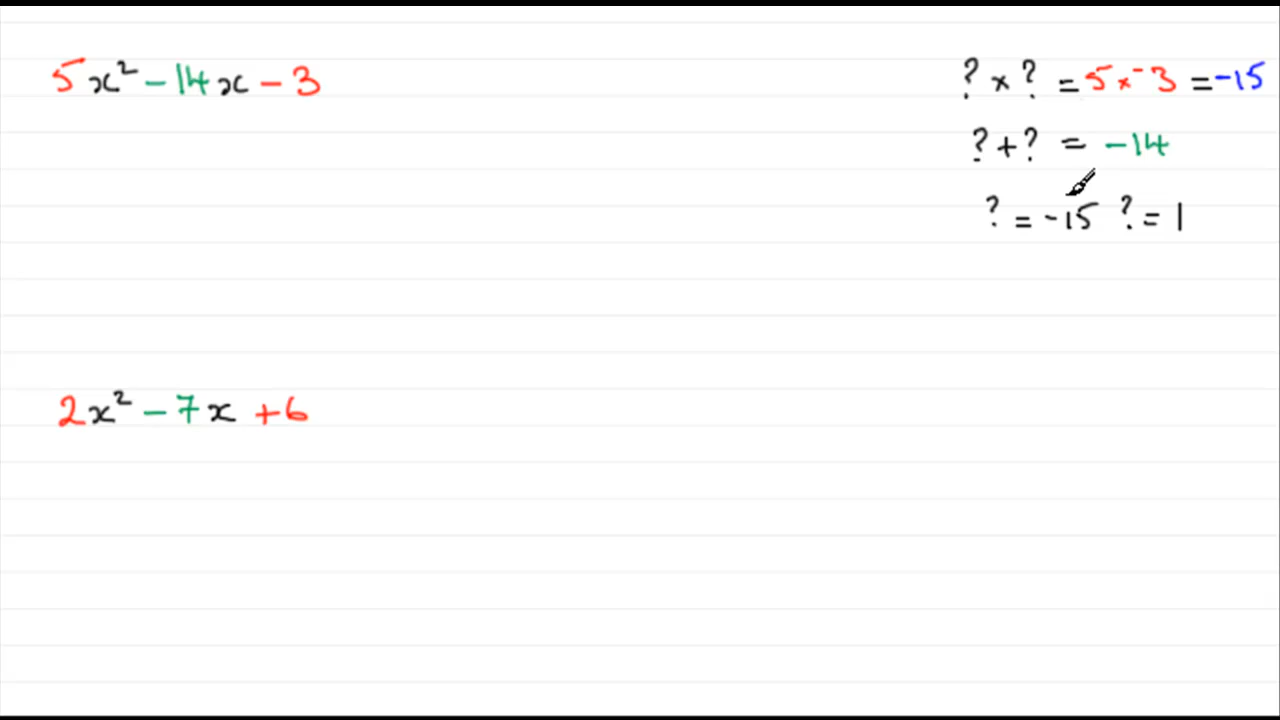 5x² - 14x - 3
? × ? = 5 × -3 = -15
? + ? = -14
? = -15 ? = 1
2x² - 7x + 6